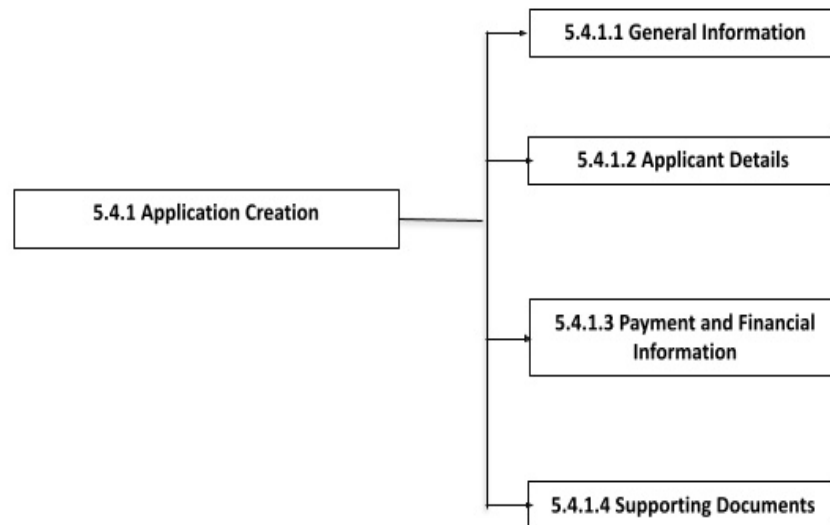 5.4.1.1 General Information
5.4.1.2 Applicant Details
5.4.1 Application Creation
5.4.1.3 Payment and Financial
Information
5.4.1.4 Supporting Documents